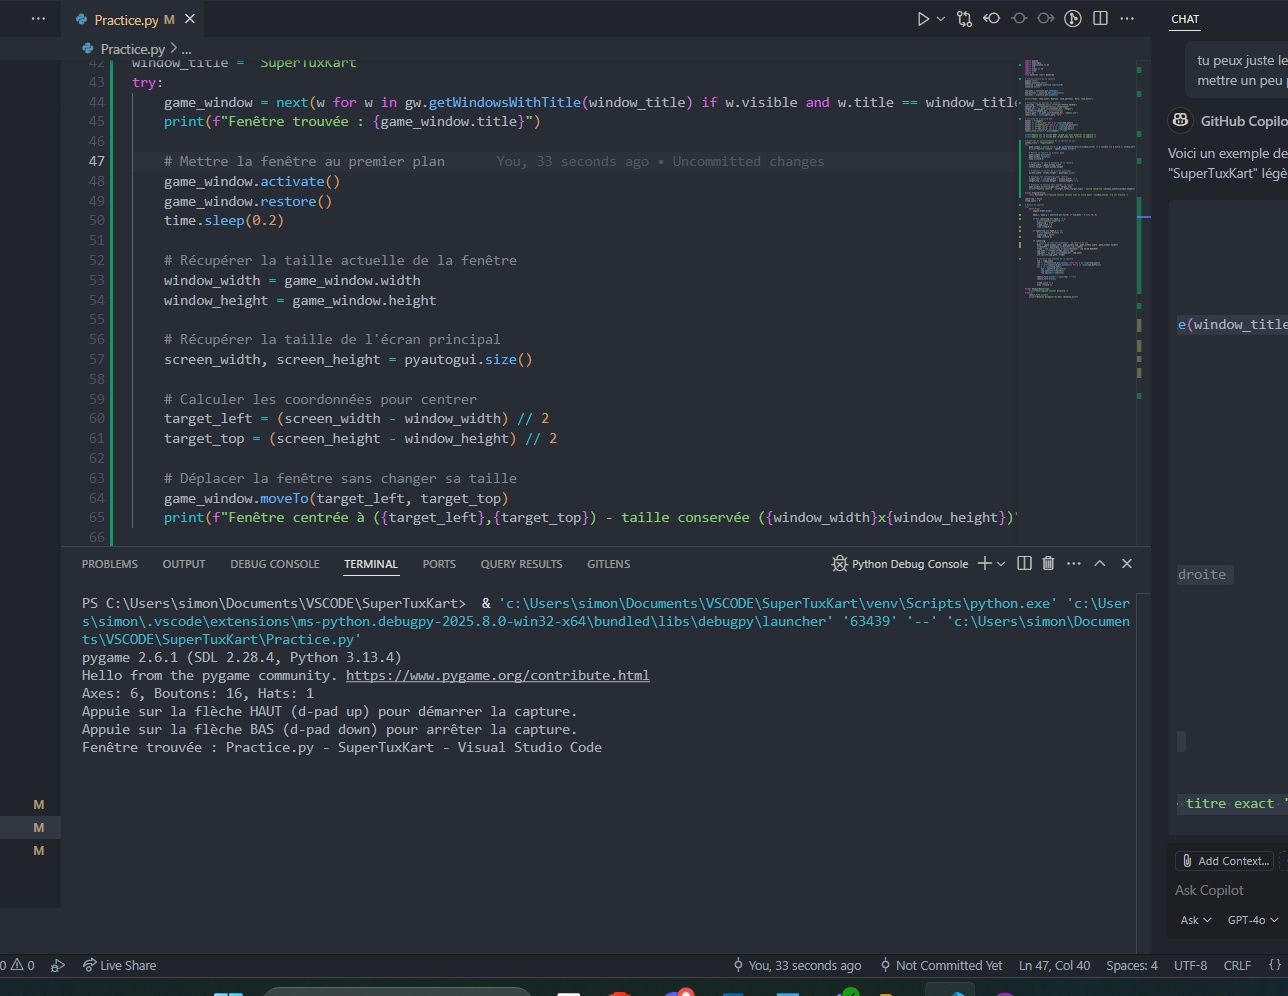 Practice.py M
CHAT
Practice.py > ...
42 window_title = "SuperTuxKart"
43 try:
44 game_window = next(w for w in gw.getWindowsWithTitle(window_title) if w.visible and w.title == window_titl
45 print(f"Fenêtre trouvée : {game_window.title}")
46
47 # Mettre la fenêtre au premier plan You, 33 seconds ago • Uncommitted changes
48 game_window.activate()
49 game_window.restore()
50 time.sleep(0.2)
51
52 # Récupérer la taille actuelle de la fenêtre
53 window_width = game_window.width
54 window_height = game_window.height
55
56 # Récupérer la taille de l'écran principal
57 screen_width, screen_height = pyautogui.size()
58
59 # Calculer les coordonnées pour centrer
60 target_left = (screen_width - window_width) // 2
61 target_top = (screen_height - window_height) // 2
62
63 # Déplacer la fenêtre sans changer sa taille
64 game_window.moveTo(target_left, target_top)
65 print(f"Fenêtre centrée à ({target_left},{target_top}) - taille conservée ({window_width}x{window_height})"
66
tu peux juste le
mettre un peu
GitHub Copilo
Voici un exemple de
"SuperTuxKart" légè
e(window_title
droite
titre exact
Add Context...
Ask Copilot
Ask GPT-4o
PROBLEMS OUTPUT DEBUG CONSOLE TERMINAL PORTS QUERY RESULTS GITLENS Python Debug Console
PS C:\Users\simon\Documents\VSCODE\SuperTuxKart> & 'c:\Users\simon\Documents\VSCODE\SuperTuxKart\venv\Scripts\python.exe' 'c:\User
s\simon\.vscode\extensions\ms-python.debugpy-2025.8.0-win32-x64\bundled\libs\debugpy\launcher' '63439' '--' 'c:\Users\simon\Documen
ts\VSCODE\SuperTuxKart\Practice.py'
pygame 2.6.1 (SDL 2.28.4, Python 3.13.4)
Hello from the pygame community. https://www.pygame.org/contribute.html
Axes: 6, Boutons: 16, Hats: 1
Appuie sur la flèche HAUT (d-pad up) pour démarrer la capture.
Appuie sur la flèche BAS (d-pad down) pour arrêter la capture.
Fenêtre trouvée : Practice.py - SuperTuxKart - Visual Studio Code
M
M
M
0 0 Live Share You, 33 seconds ago Not Committed Yet Ln 47, Col 40 Spaces: 4 UTF-8 CRLF {}